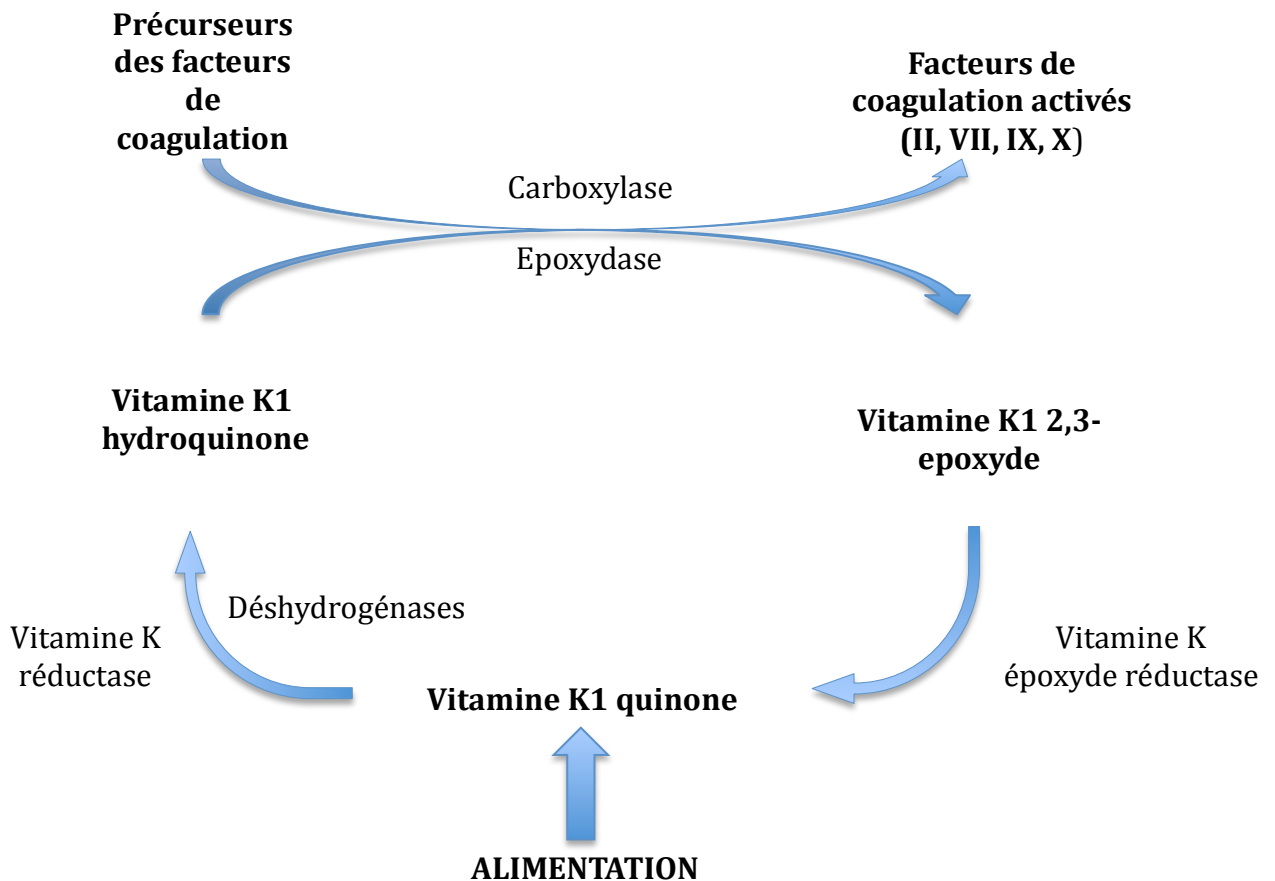 Précurseurs
des facteurs
de
coagulation
Facteurs de
coagulation activés
(II, VII, IX, X)
Carboxylase
Epoxydase
Vitamine K1
hydroquinone
Vitamine K1 2,3-
epoxyde
Déshydrogénases
Vitamine K
réductase
Vitamine K
époxyde réductase
Vitamine K1 quinone
ALIMENTATION